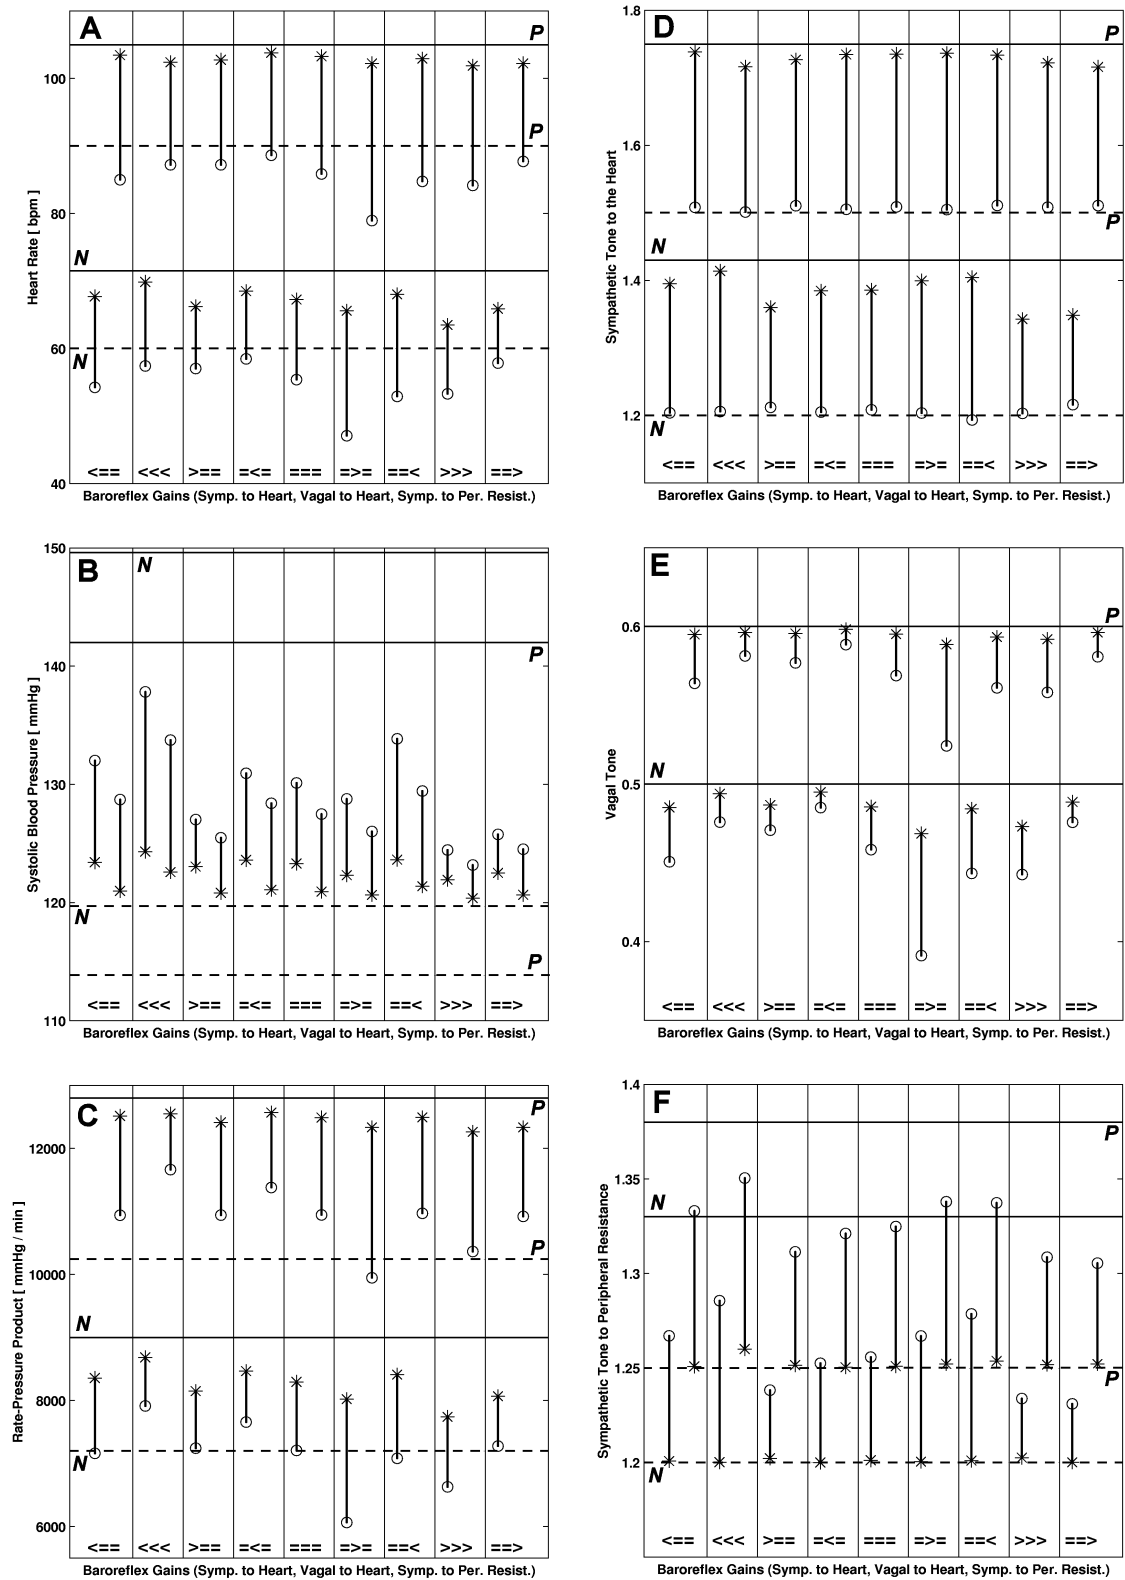 A
P
100
P
80
N
60
N
<== <<< >== =<= === =>= ==< >>> ==>
40
Baroreflex Gains (Symp. to Heart, Vagal to Heart, Symp. to Per. Resist.)
Heart Rate [ bpm ]
D
1.8
P
1.6
P
N
1.4
1.2
N
<== <<< >== =<= === =>= ==< >>> ==>
Baroreflex Gains (Symp. to Heart, Vagal to Heart, Symp. to Per. Resist.)
Sympathetic Tone to the Heart
150
B
N
P
140
130
120
N
P
<== <<< >== =<= === =>= ==< >>> ==>
110
Baroreflex Gains (Symp. to Heart, Vagal to Heart, Symp. to Per. Resist.)
Systolic Blood Pressure [ mmHg ]
E
P
0.6
N
0.5
0.4
<== <<< >== =<= === =>= ==< >>> ==>
Baroreflex Gains (Symp. to Heart, Vagal to Heart, Symp. to Per. Resist.)
Vagal Tone
C
P
12000
P
10000
N
8000
N
6000
<== <<< >== =<= === =>= ==< >>> ==>
Baroreflex Gains (Symp. to Heart, Vagal to Heart, Symp. to Per. Resist.)
Rate-Pressure Product [ mmHg / min ]
1.4
F
P
1.35
N
1.3
1.25
P
1.2
N
<== <<< >== =<= === =>= ==< >>> ==>
Baroreflex Gains (Symp. to Heart, Vagal to Heart, Symp. to Per. Resist.)
Sympathetic Tone to Peripheral Resistance